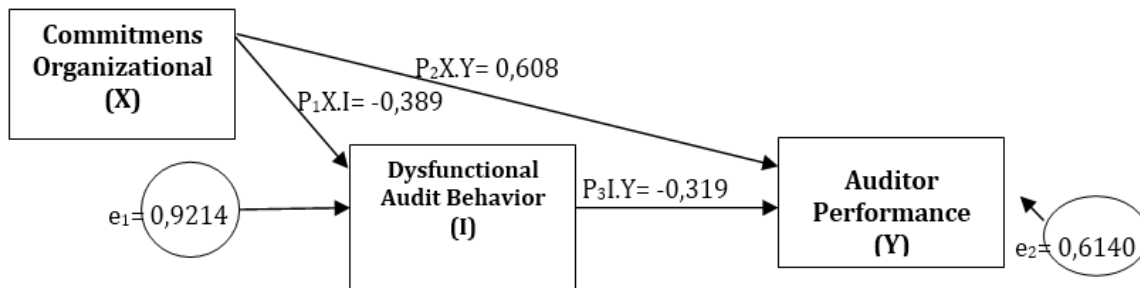 Commitmens
Organizational
(X)
P₂X.Y= 0,608
P₁X.I= -0,389
Dysfunctional
Audit Behavior
(I)
P₃I.Y= -0,319
Auditor
Performance
(Y)
e₁= 0,9214
e₂= 0,6140